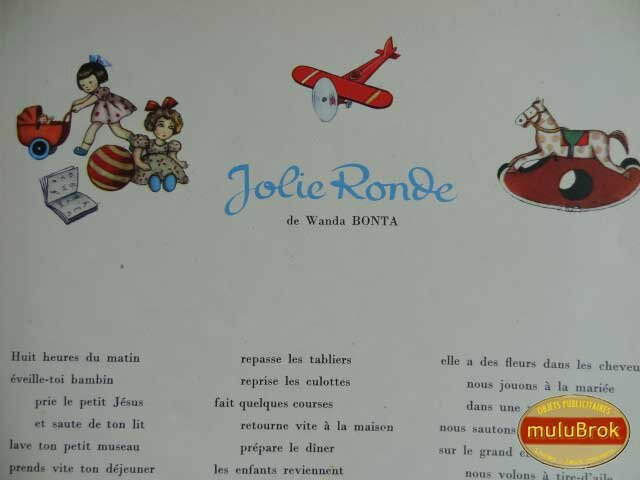 Jolie Ronde
de Wanda BONTA
Huit heures du matin
éveille-toi bambin
prie le petit Jésus
et saute de ton lit
lave ton petit museau
prends vite ton déjeuner
repasse les tabliers
reprise les culottes
fait quelques courses
retourne vite à la maison
prépare le dîner
les enfants reviennent
elle a des fleurs dans les cheveu
nous jouons à la mariée
dans une
nous sautons
sur le grand
nous volons à tire-d'aile
OBJETS PUBLICITAIRES
muluBrok